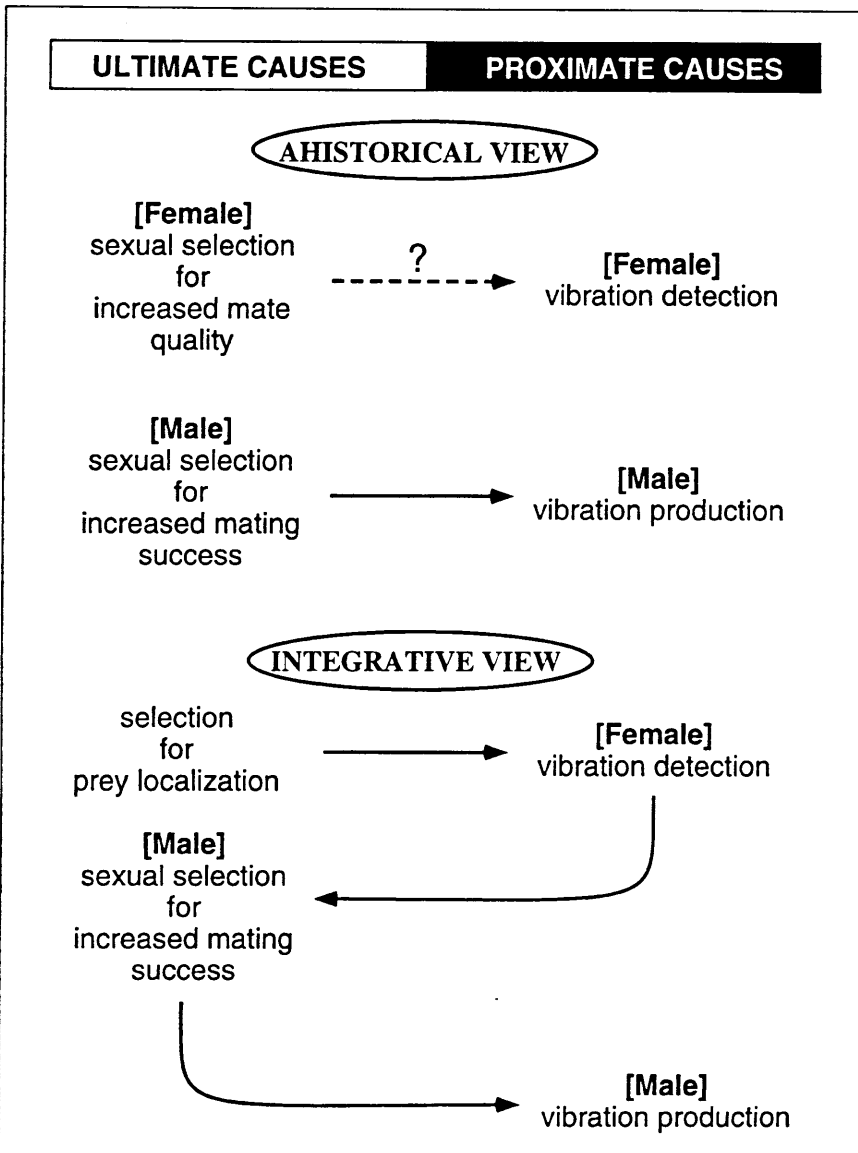 ULTIMATE CAUSES PROXIMATE CAUSES
AHISTORICAL VIEW
[Female]
sexual selection
for
increased mate
quality
?
[Female]
vibration detection
[Male]
sexual selection
for
increased mating
success
[Male]
vibration production
INTEGRATIVE VIEW
selection
for
prey localization
[Female]
vibration detection
[Male]
sexual selection
for
increased mating
success
[Male]
vibration production